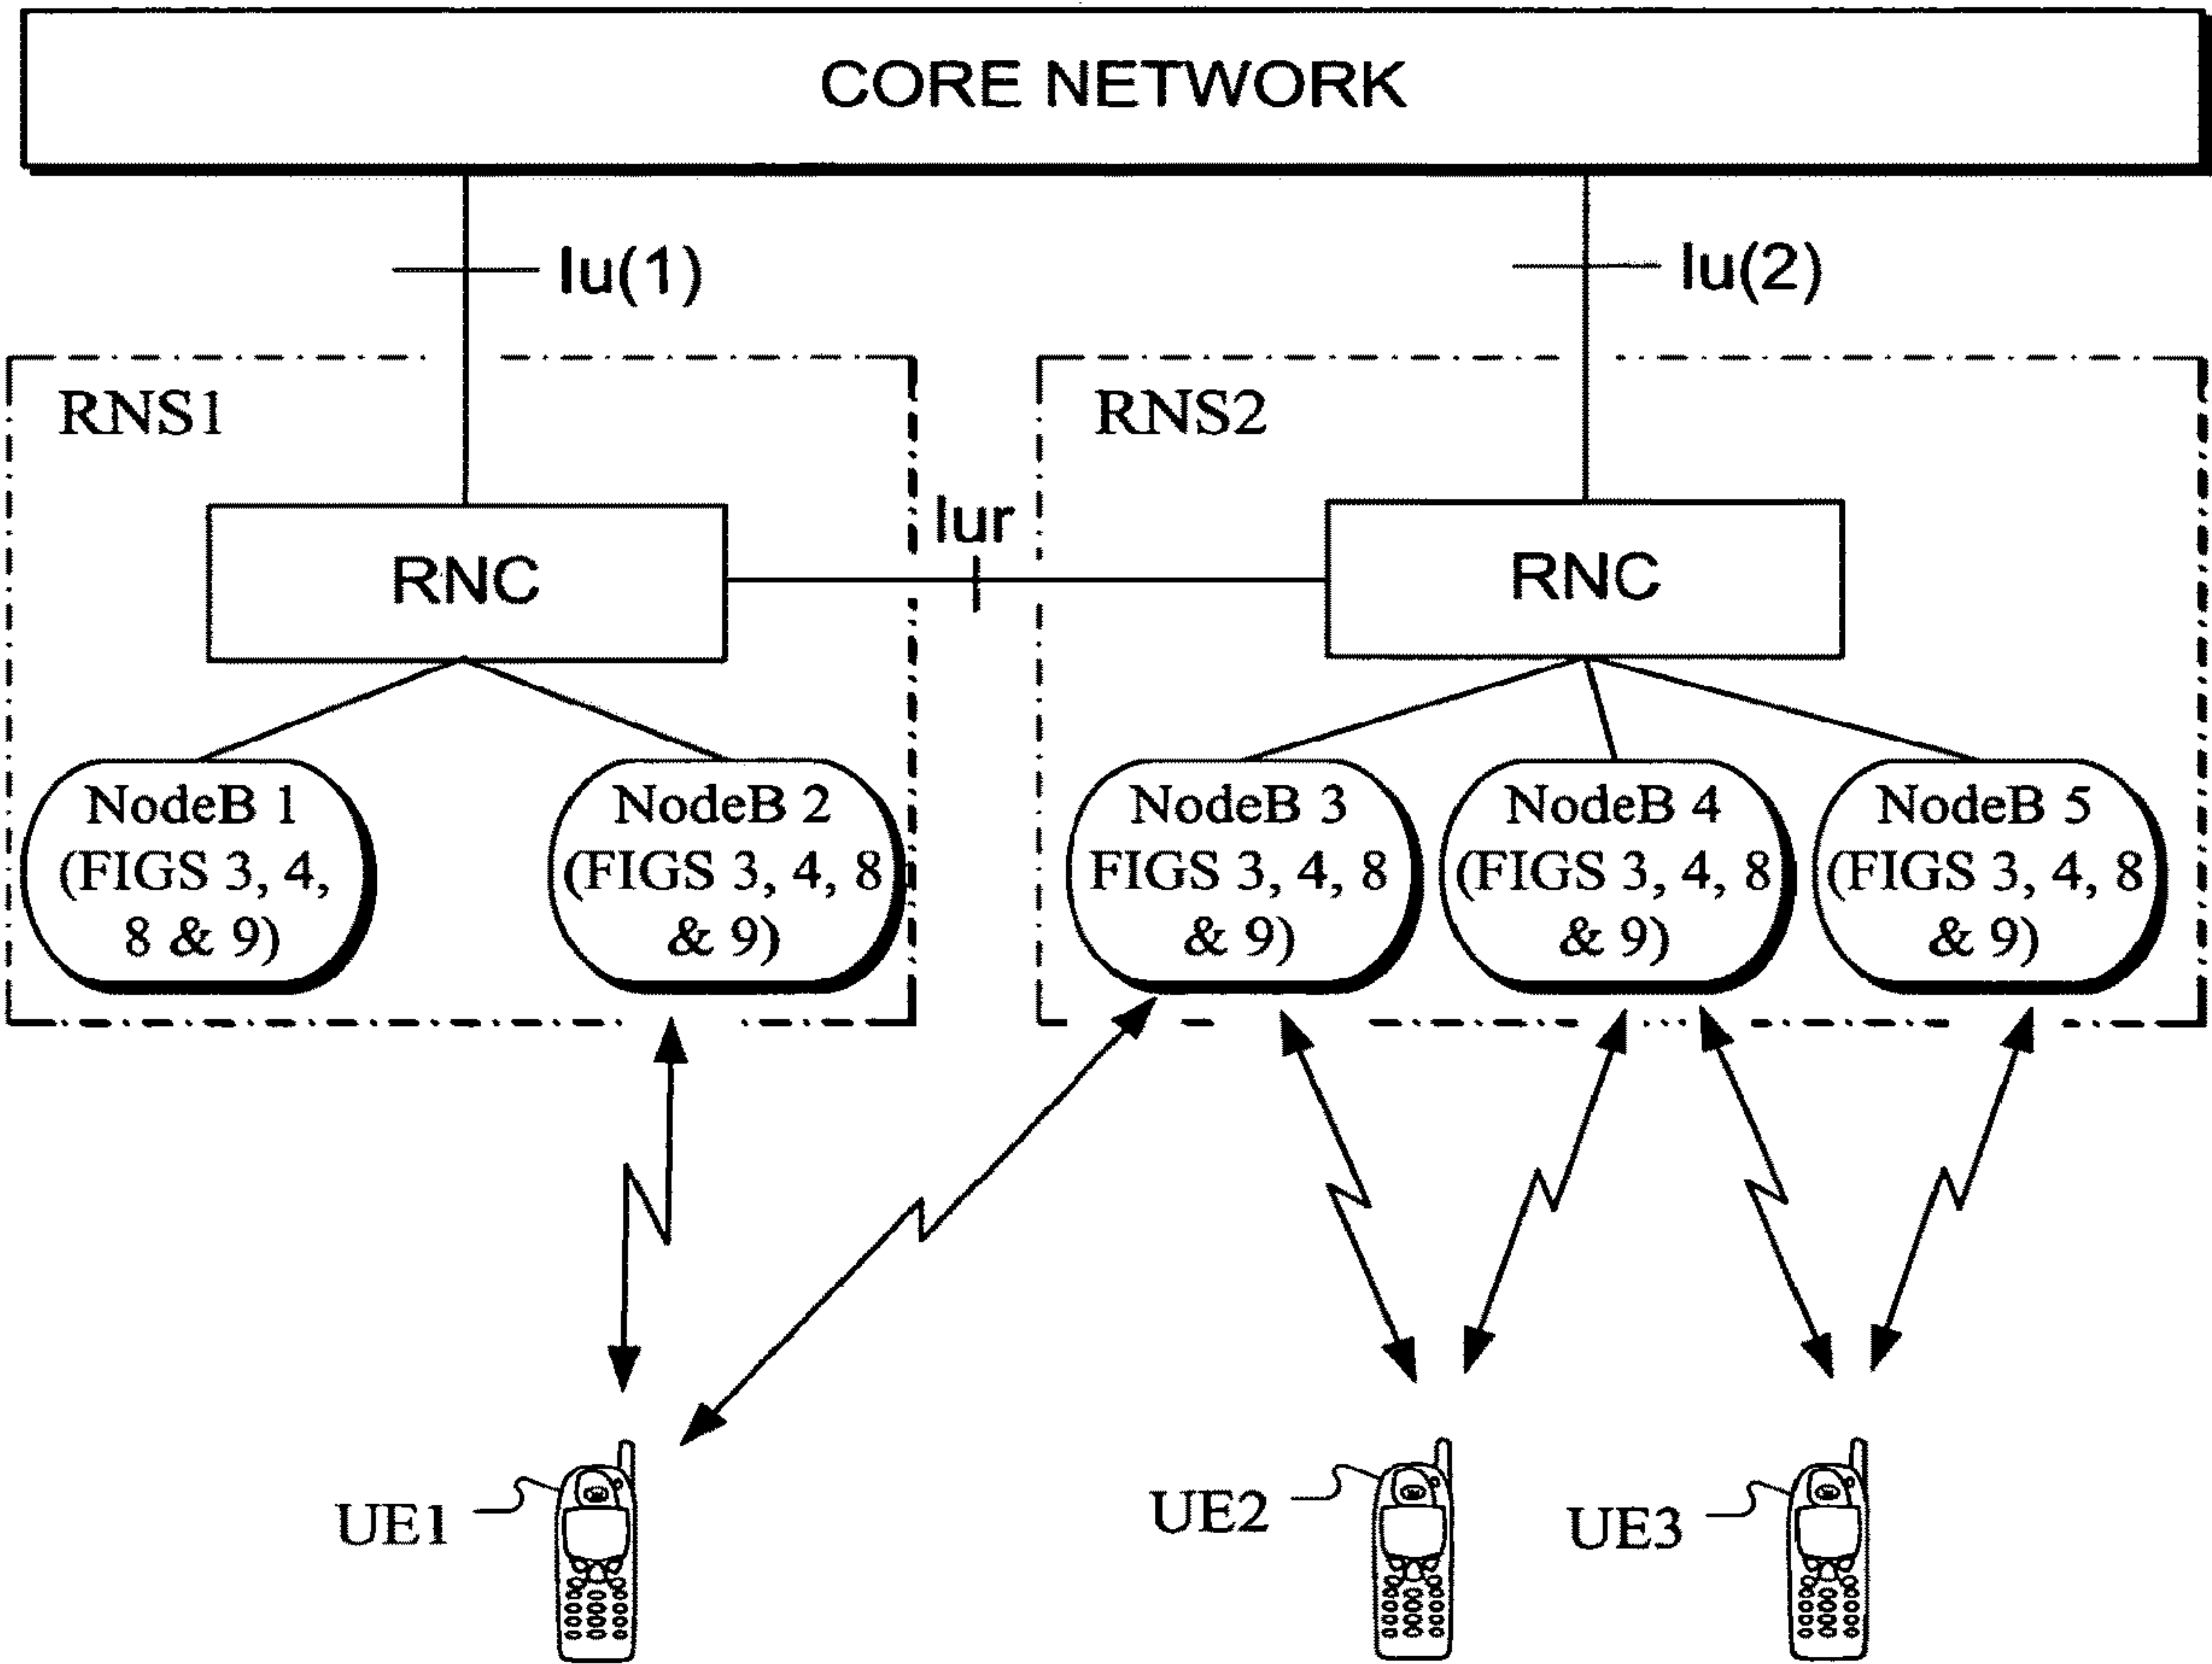 CORE NETWORK
Iu(1)
Iu(2)
RNS1
RNS2
Iur
RNC
RNC
NodeB 1
(FIGS 3, 4,
8 & 9)
NodeB 2
(FIGS 3, 4, 8
& 9)
NodeB 3
FIGS 3, 4, 8
& 9)
NodeB 4
(FIGS 3, 4, 8
& 9)
NodeB 5
(FIGS 3, 4, 8
& 9)
UE1
UE2
UE3